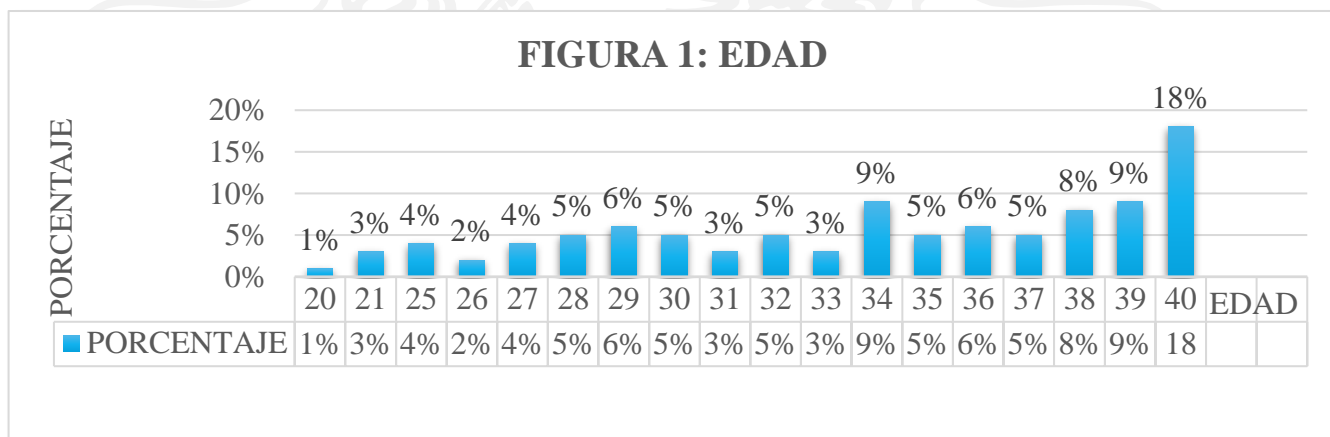 FIGURA 1: EDAD
PORCENTAJE
20%
15%
10%
5%
0%
1% 3% 4% 2% 4% 5% 6% 5% 3% 5% 3% 9% 5% 6% 5% 8% 9% 18%
20 21 25 26 27 28 29 30 31 32 33 34 35 36 37 38 39 40 EDAD
PORCENTAJE 1% 3% 4% 2% 4% 5% 6% 5% 3% 5% 3% 9% 5% 6% 5% 8% 9% 18